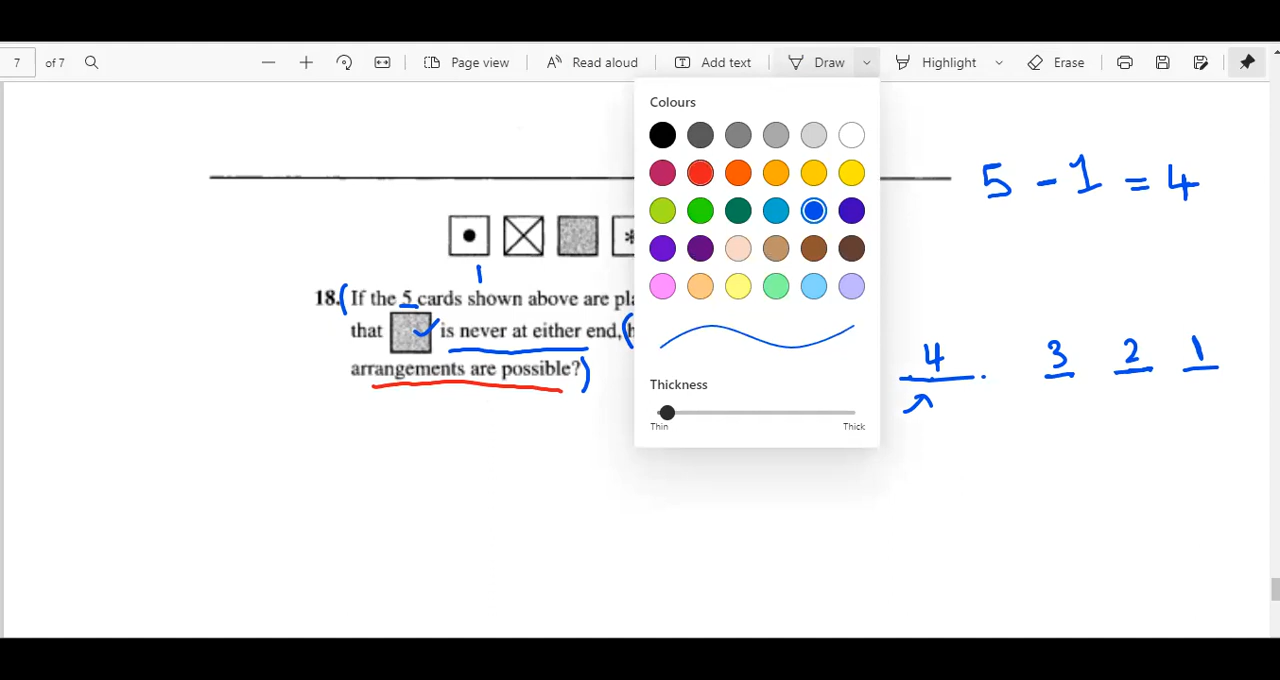 7 of 7 Page view Read aloud Add text Draw Highlight Erase
Colours
5 - 1 = 4
18. If the 5 cards shown above are
that is never at either end,
arrangements are possible?
4 3 2 1
Thickness
Thin Thick